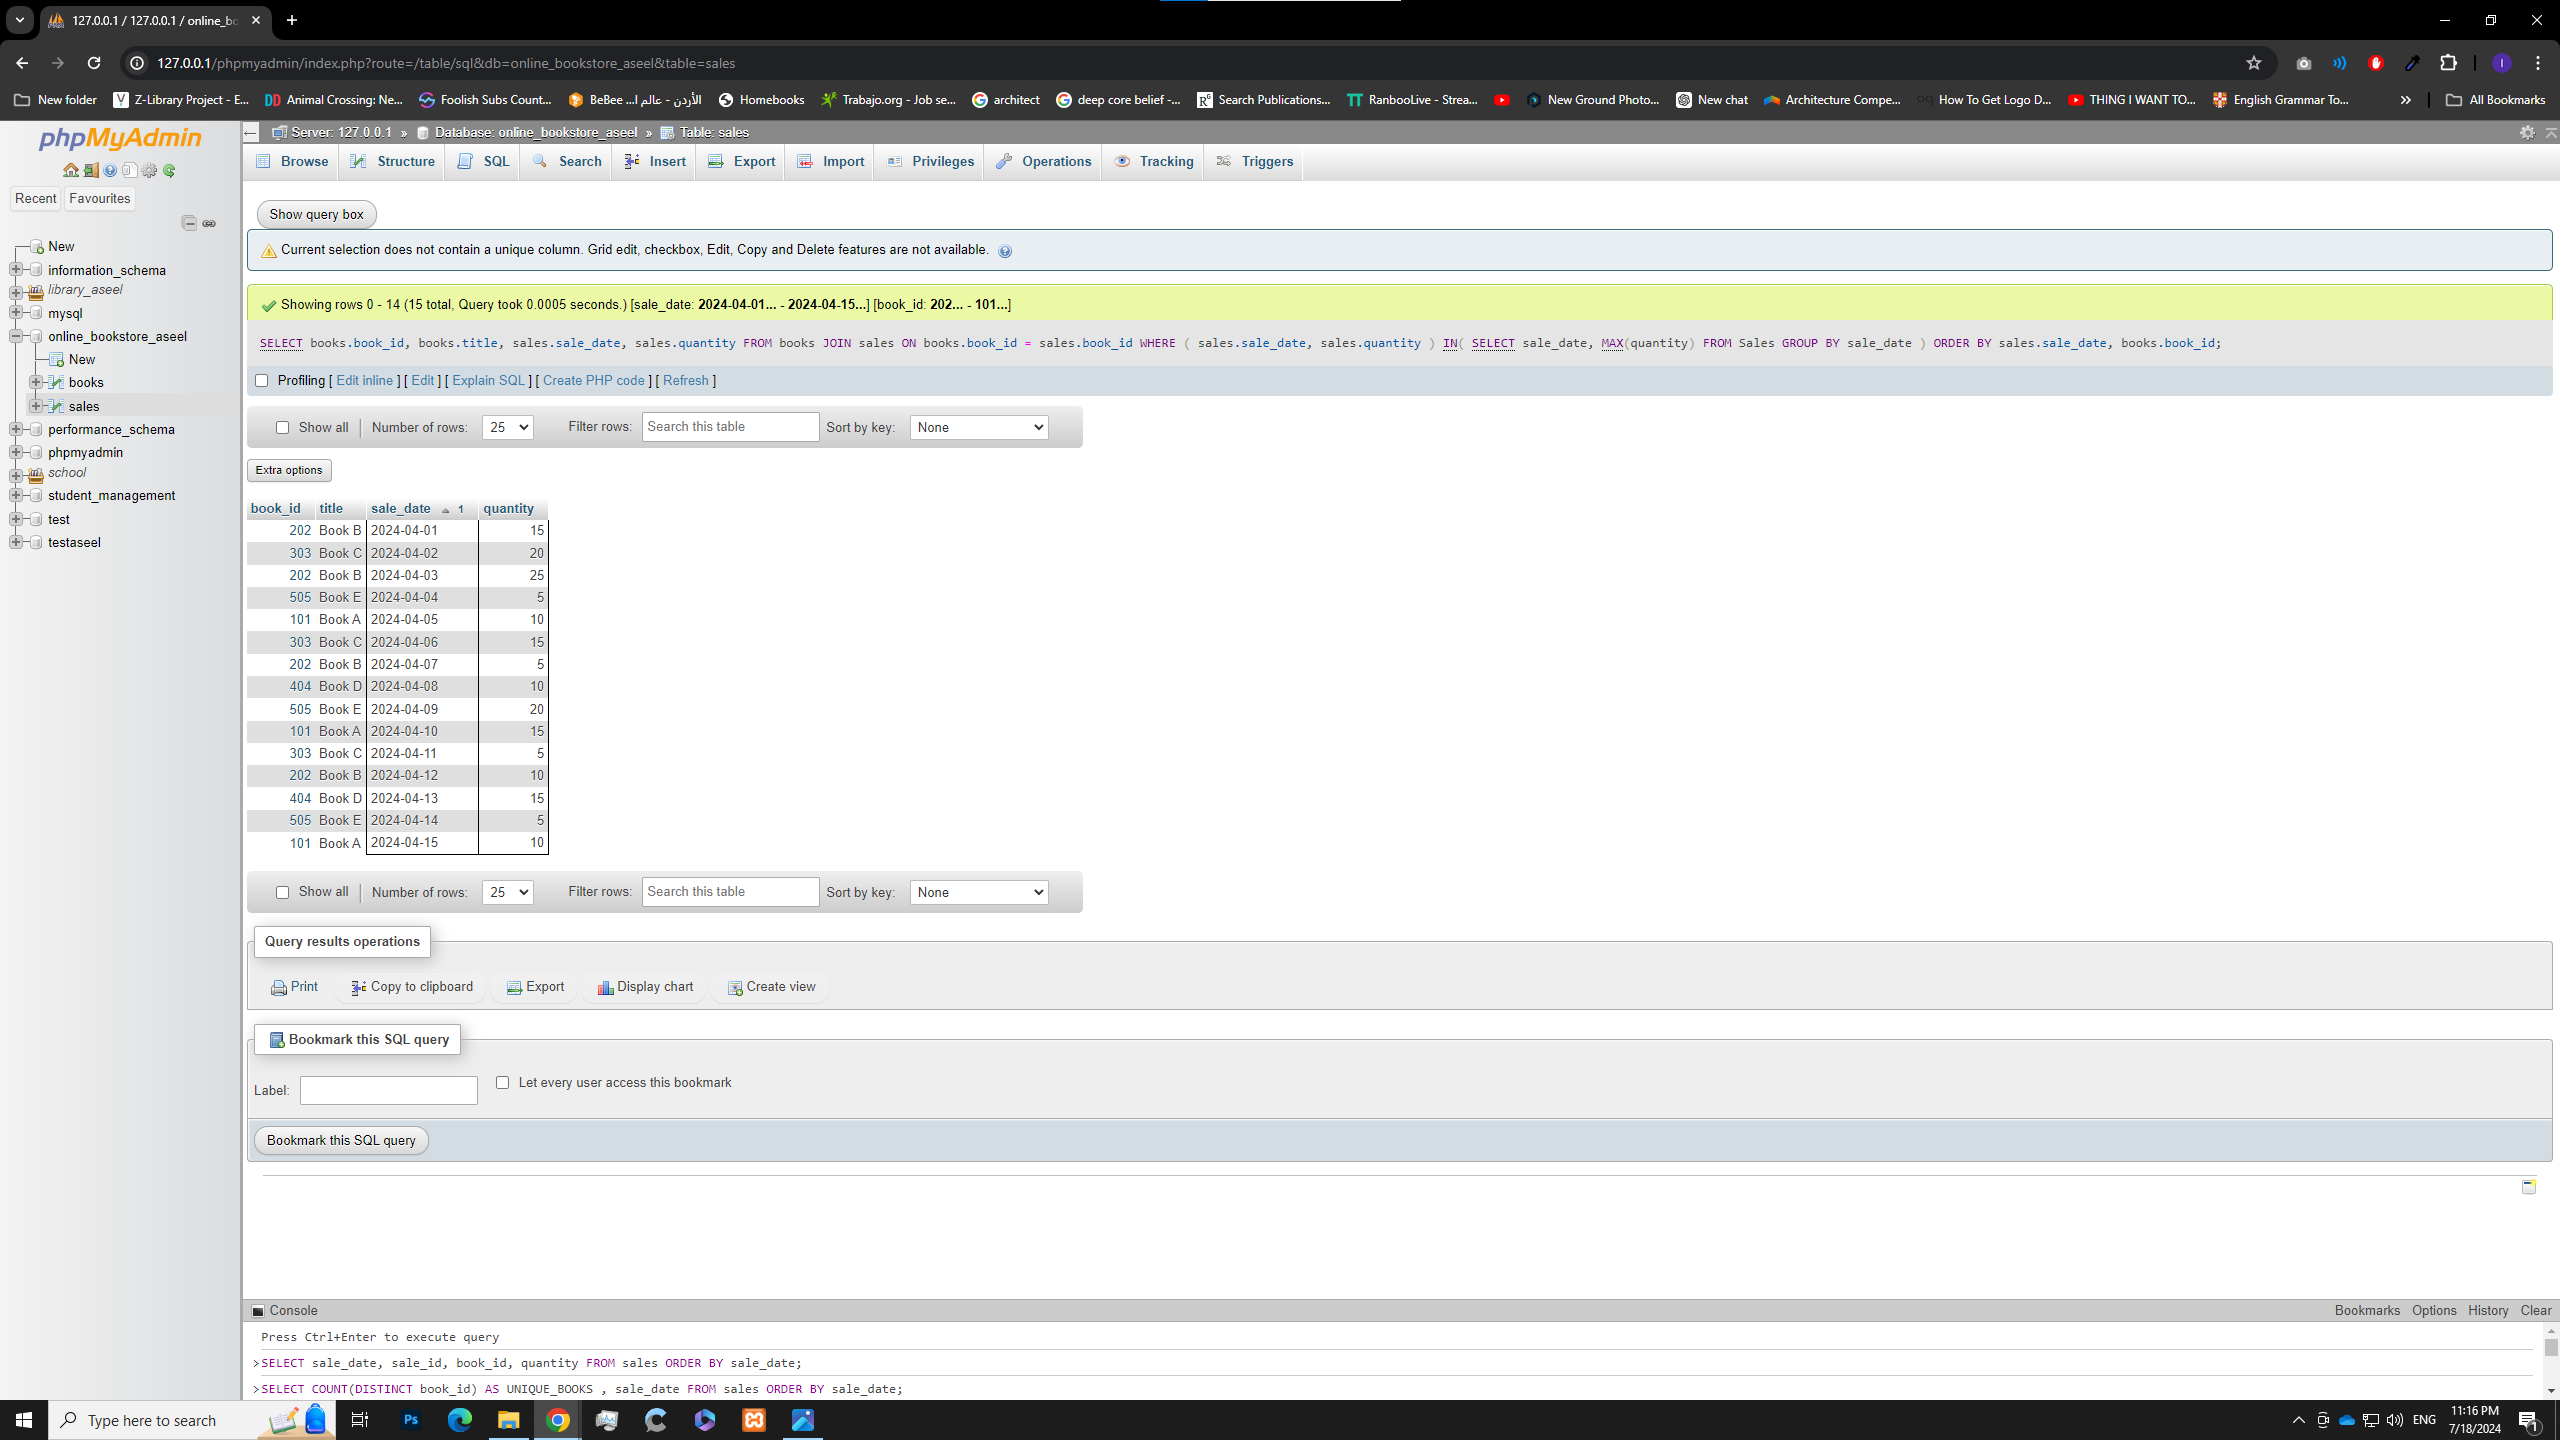 127.0.0.1 / 127.0.0.1 / online_bo
127.0.0.1/phpmyadmin/index.php?route=/table/sql&db=online_bookstore_aseel&table=sales
New folder
Z-Library Project - E...
Animal Crossing: Ne...
Foolish Subs Count...
BeBee الأردن - عالم ا...
Homebooks
Trabajo.org - Job se...
architect
deep core belief -...
Search Publications...
RanbooLive - Strea...
New Ground Photo...
New chat
Architecture Compe...
How To Get Logo D...
THING I WANT TO...
English Grammar To...
All Bookmarks
phpMyAdmin
Recent Favourites
New
information_schema
library_aseel
mysql
online_bookstore_aseel
New
books
sales
performance_schema
phpmyadmin
school
student_management
test
testaseel
Server: 127.0.0.1 » Database: online_bookstore_aseel » Table: sales
Browse Structure SQL Search Insert Export Import Privileges Operations Tracking Triggers
Show query box
Current selection does not contain a unique column. Grid edit, checkbox, Edit, Copy and Delete features are not available.
Showing rows 0 - 14 (15 total, Query took 0.0005 seconds.) [sale_date: 2024-04-01... - 2024-04-15...] [book_id: 202... - 101...]
SELECT books.book_id, books.title, sales.sale_date, sales.quantity FROM books JOIN sales ON books.book_id = sales.book_id WHERE ( sales.sale_date, sales.quantity ) IN( SELECT sale_date, MAX(quantity) FROM Sales GROUP BY sale_date ) ORDER BY sales.sale_date, books.book_id;
Profiling [ Edit inline ] [ Edit ] [ Explain SQL ] [ Create PHP code ] [ Refresh ]
Show all Number of rows: 25 Filter rows: Search this table Sort by key: None
Extra options
book_id title sale_date 1 quantity
202 Book B 2024-04-01 15
303 Book C 2024-04-02 20
202 Book B 2024-04-03 25
505 Book E 2024-04-04 5
101 Book A 2024-04-05 10
303 Book C 2024-04-06 15
202 Book B 2024-04-07 5
404 Book D 2024-04-08 10
505 Book E 2024-04-09 20
101 Book A 2024-04-10 15
303 Book C 2024-04-11 5
202 Book B 2024-04-12 10
404 Book D 2024-04-13 15
505 Book E 2024-04-14 5
101 Book A 2024-04-15 10
Show all Number of rows: 25 Filter rows: Search this table Sort by key: None
Query results operations
Print Copy to clipboard Export Display chart Create view
Bookmark this SQL query
Label: Let every user access this bookmark
Bookmark this SQL query
Console Bookmarks Options History Clear
Press Ctrl+Enter to execute query
>SELECT sale_date, sale_id, book_id, quantity FROM sales ORDER BY sale_date;
>SELECT COUNT(DISTINCT book_id) AS UNIQUE_BOOKS , sale_date FROM sales ORDER BY sale_date;
Type here to search
Ps
ENG
11:16 PM
7/18/2024
1